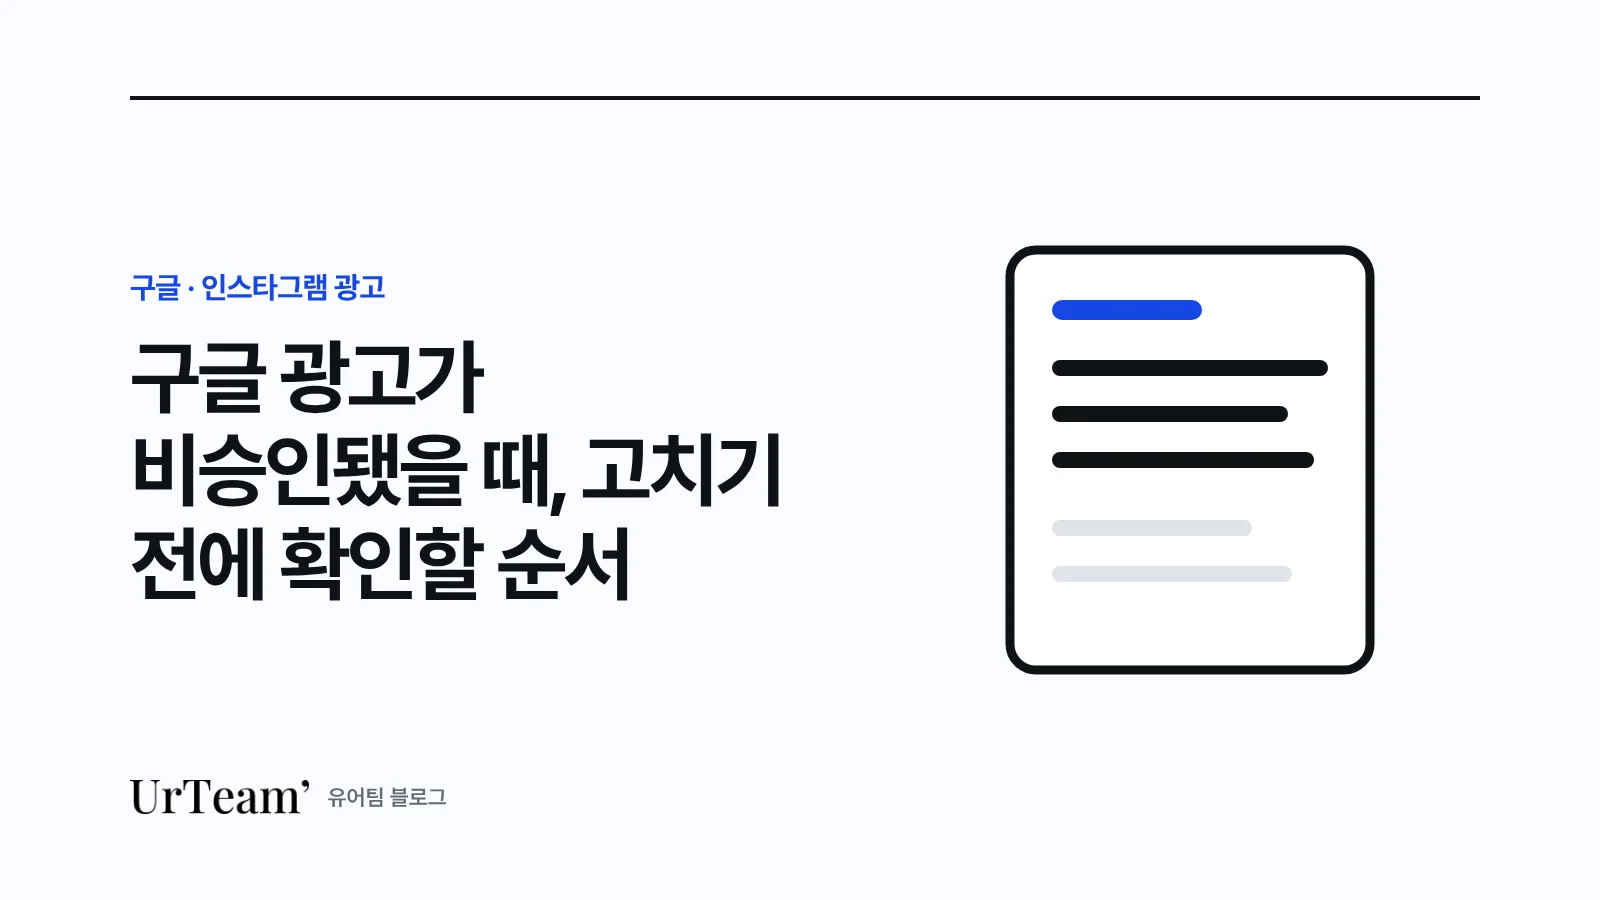 구글 · 인스타그램 광고
구글 광고가
비승인됐을 때, 고치기
전에 확인할 순서
UrTeam’ 유어팀 블로그